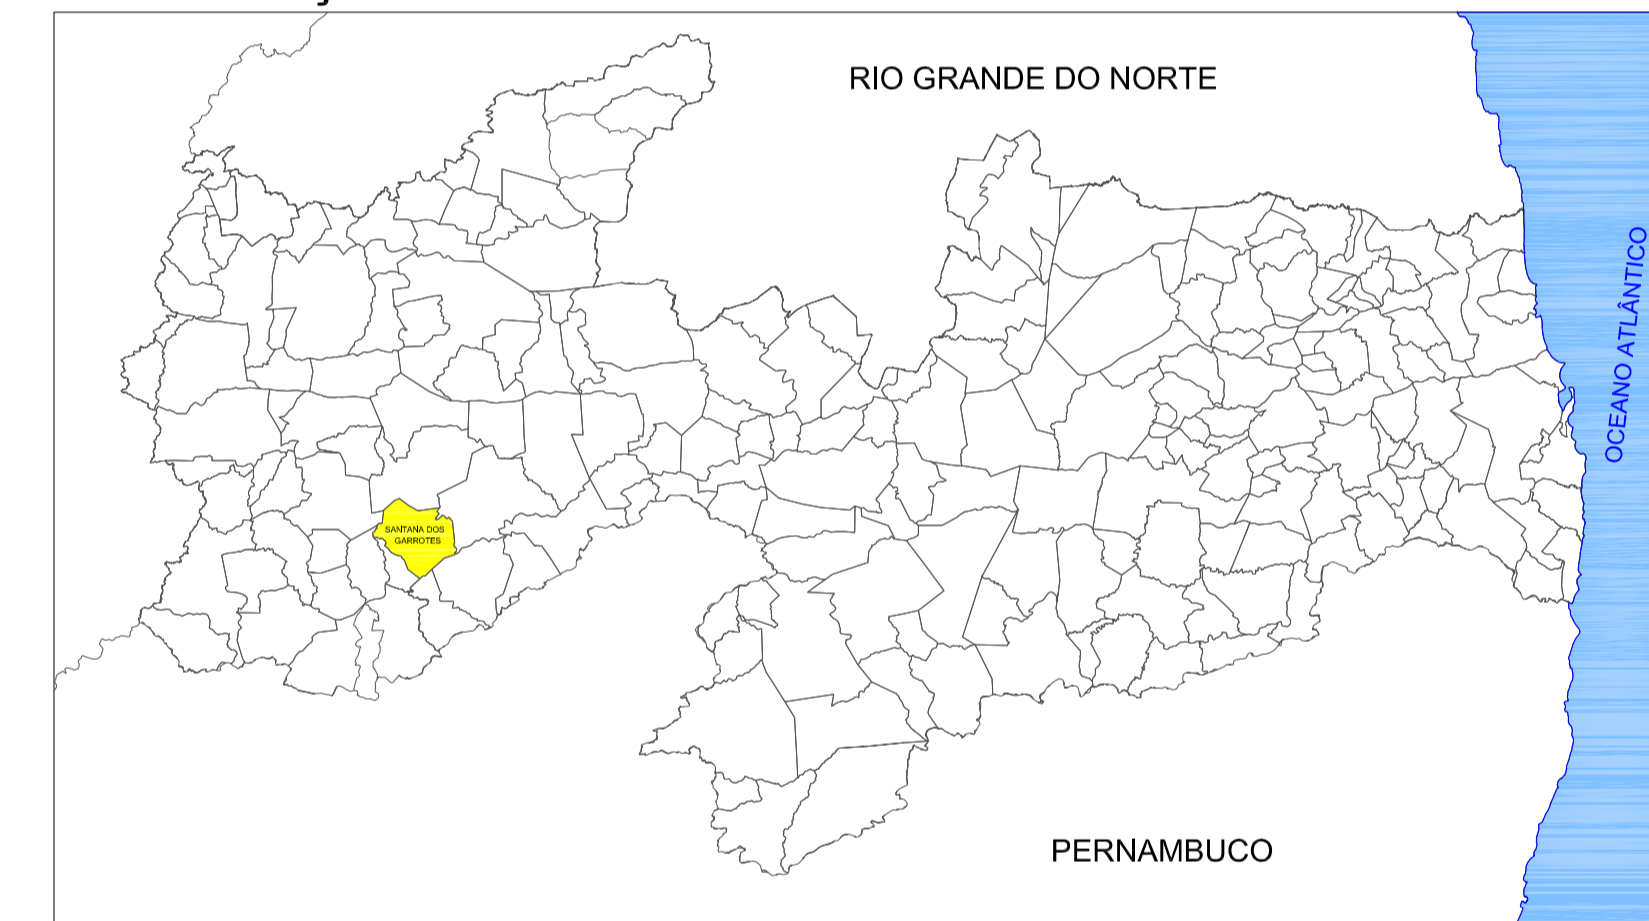 RIO GRANDE DO NORTE
OCEANO ATLÂNTICO
SANTANA DOS
GARROTES
PERNAMBUCO